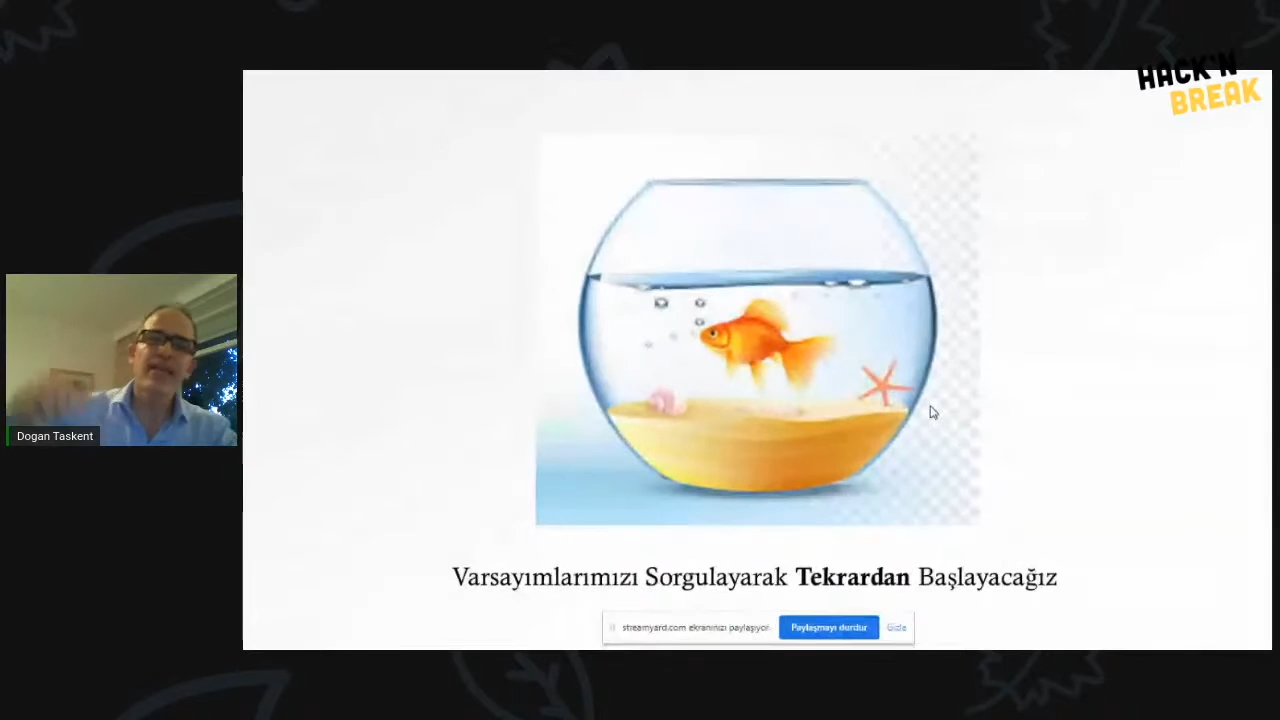 HACK'N
BREAK
Dogan Taskent
Varsayımlarımızı Sorgulayarak Tekrardan Başlayacağız
streamyard.com ekranınızı paylaşıyor.
Paylaşmayı durdur
Gizle